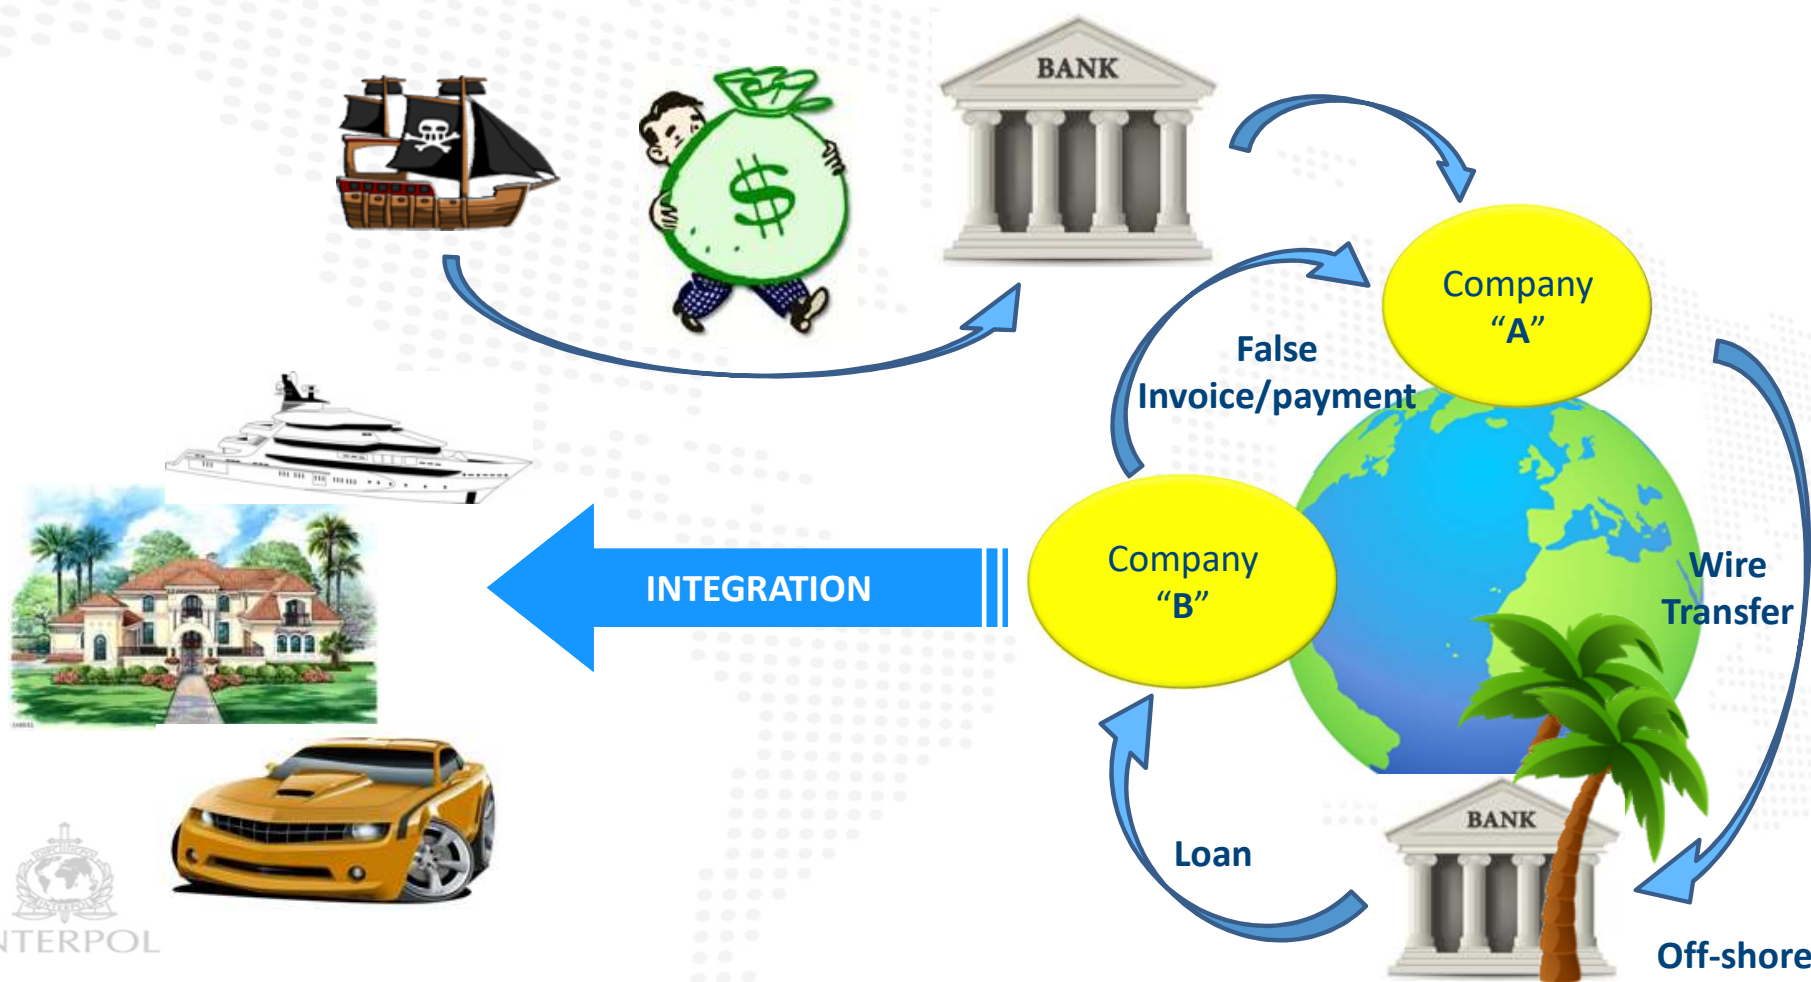 BANK
$
Company
“A”
False
Invoice/payment
INTEGRATION
Company
“B”
Wire
Transfer
BANK
Loan
Off-shore
NTERPOL